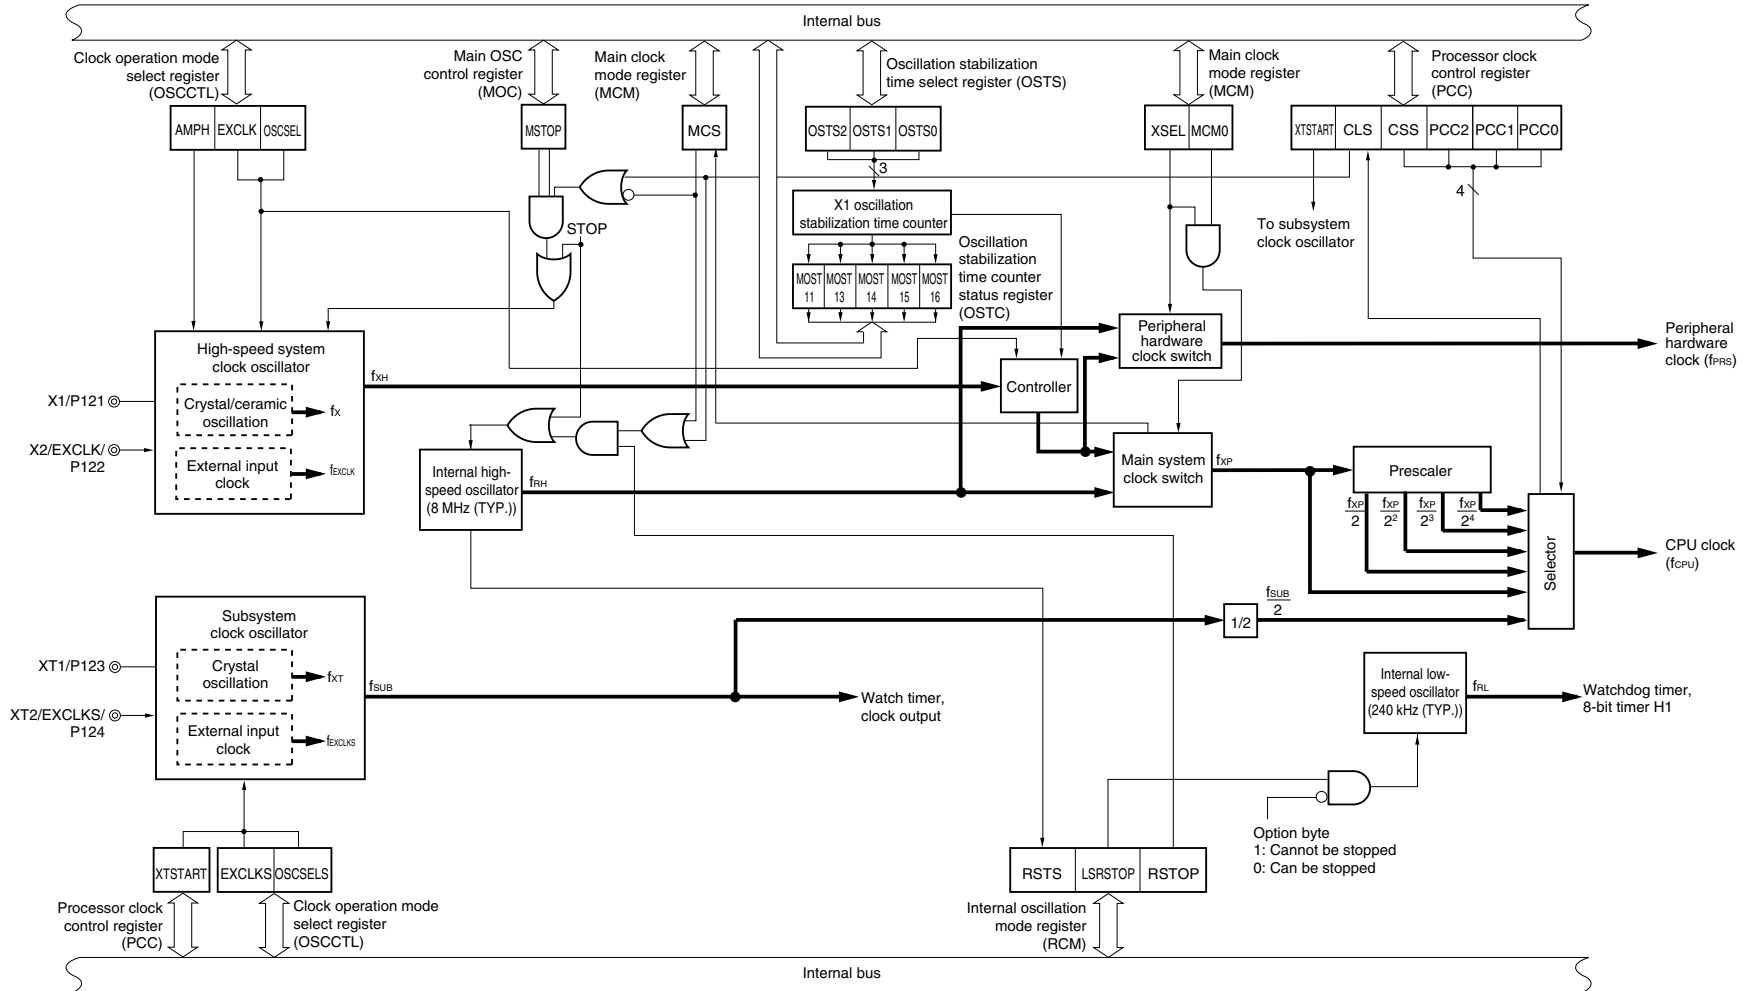 Internal bus
Clock operation mode
select register
(OSCCTL)
Main OSC
control register
(MOC)
Main clock
mode register
(MCM)
Oscillation stabilization
time select register (OSTS)
Main clock
mode register
(MCM)
Processor clock
control register
(PCC)
AMPH EXCLK OSCSEL
MSTOP
MCS
OSTS2 OSTS1 OSTS0
XSEL MCM0
XTSTART CLS CSS PCC2 PCC1 PCC0
3
4
X1 oscillation
stabilization time counter
To subsystem
clock oscillator
STOP
Oscillation
stabilization
time counter
status register
(OSTC)
MOST MOST MOST MOST MOST
11 13 14 15 16
High-speed system
clock oscillator
Crystal/ceramic
oscillation
fX
External input
clock
fEXCLK
X1/P121
X2/EXCLK/
P122
fXH
Controller
Peripheral
hardware
clock switch
Peripheral
hardware
clock (fPRS)
Internal high-
speed oscillator
(8 MHz (TYP.))
fRH
Main system
clock switch
fXP
Prescaler
fXP fXP fXP fXP
2 2² 2³ 2⁴
Selector
CPU clock
(fCPU)
fSUB
2
1/2
Subsystem
clock oscillator
Crystal
oscillation
fXT
External input
clock
fEXCLKS
XT1/P123
XT2/EXCLKS/
P124
fSUB
Watch timer,
clock output
Internal low-
speed oscillator
(240 kHz (TYP.))
fRL
Watchdog timer,
8-bit timer H1
Option byte
1: Cannot be stopped
0: Can be stopped
XTSTART
EXCLKS OSCSELS
RSTS LSRSTOP RSTOP
Processor clock
control register
(PCC)
Clock operation mode
select register
(OSCCTL)
Internal oscillation
mode register
(RCM)
Internal bus